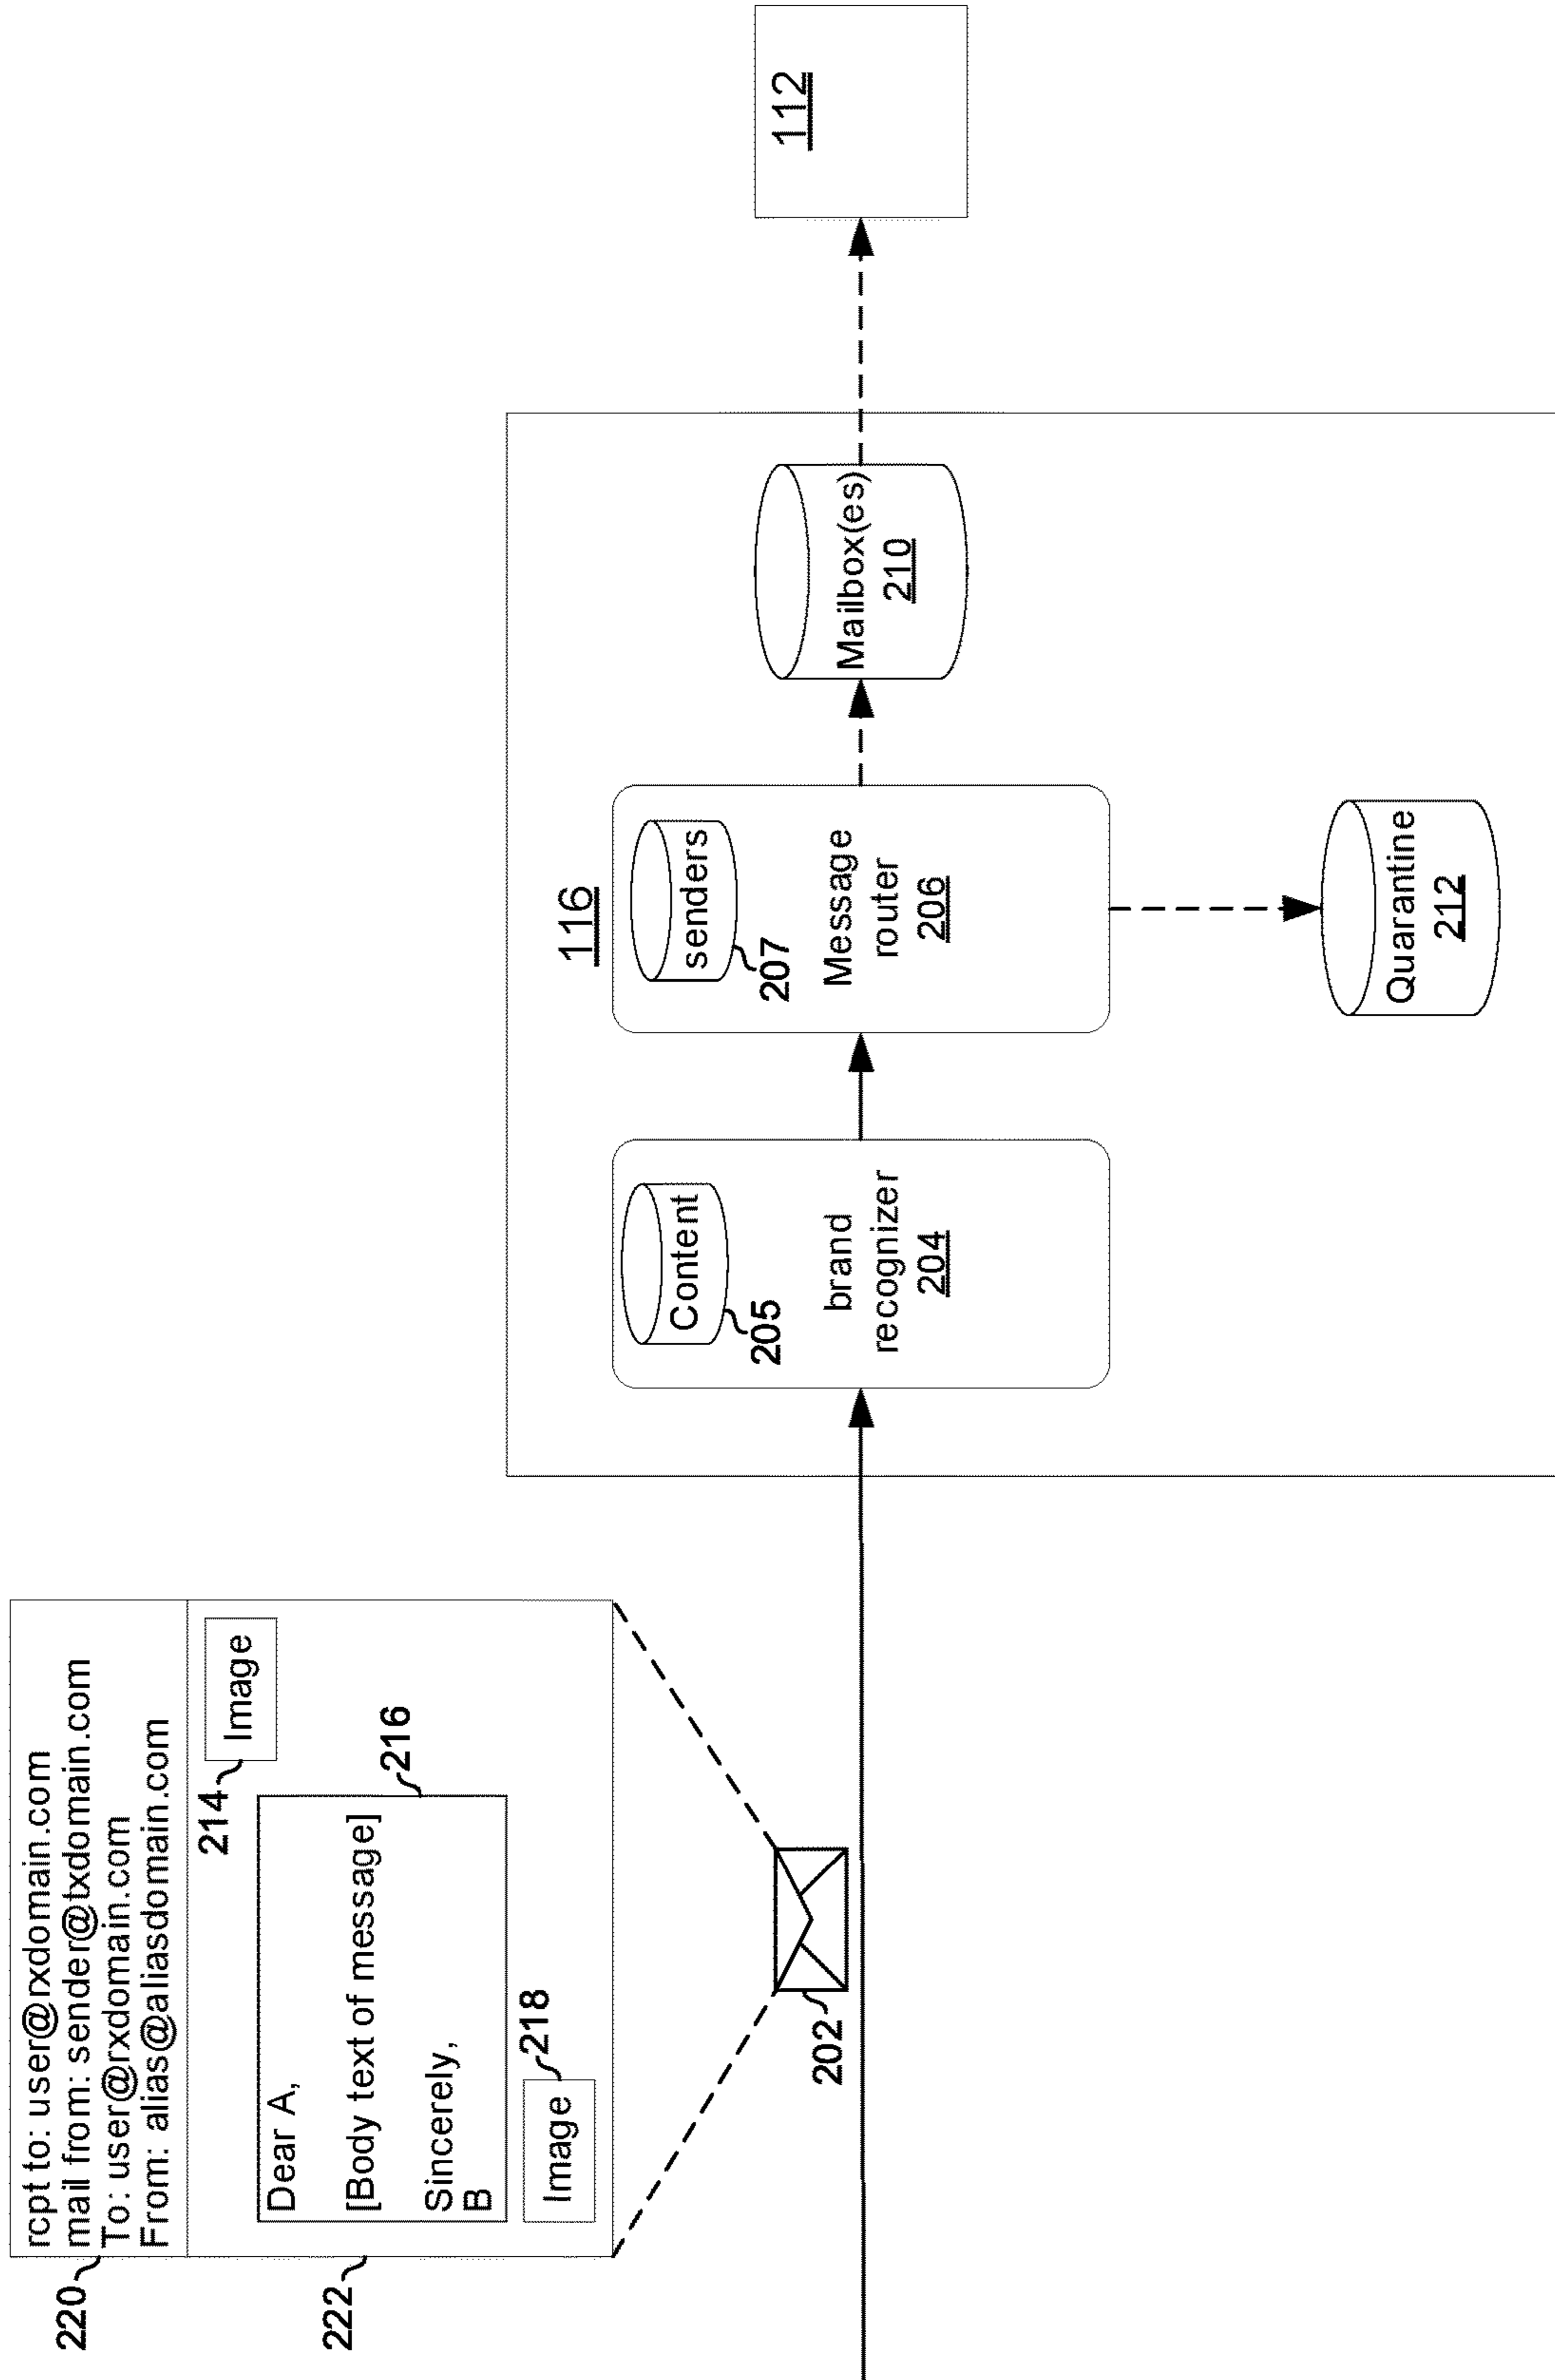 rcpt to: user@rxdomain.com
mail from: sender@txdomain.com
To: user@rxdomain.com
From: alias@aliasdomain.com
220
214
Image
Dear A,
[Body text of message]
Sincerely,
B
216
222
Image
218
202
116
Content
205
brand
recognizer
204
senders
207
Message
router
206
Mailbox(es)
210
Quarantine
212
112